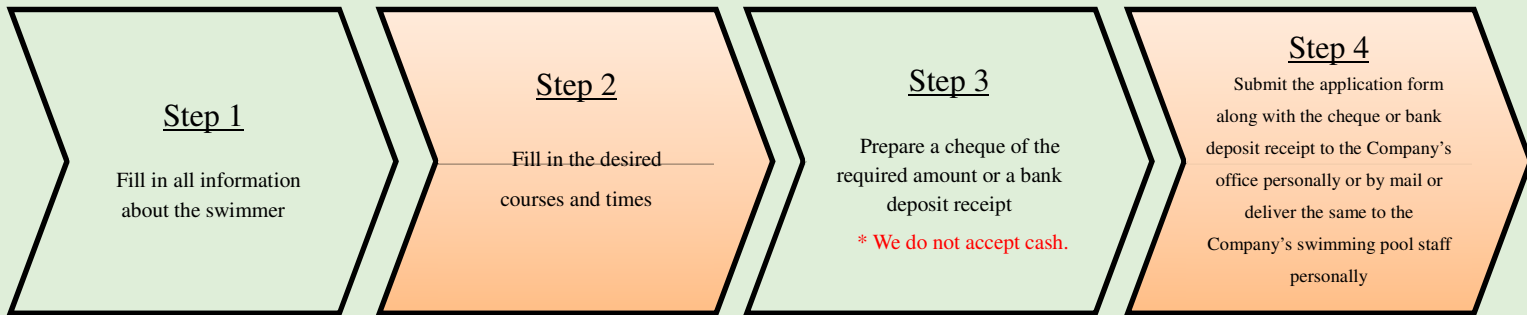 Step 1
Fill in all information
about the swimmer
Step 2
Fill in the desired
courses and times
Step 3
Prepare a cheque of the
required amount or a bank
deposit receipt
* We do not accept cash.
Step 4
Submit the application form
along with the cheque or bank
deposit receipt to the Company’s
office personally or by mail or
deliver the same to the
Company’s swimming pool staff
personally